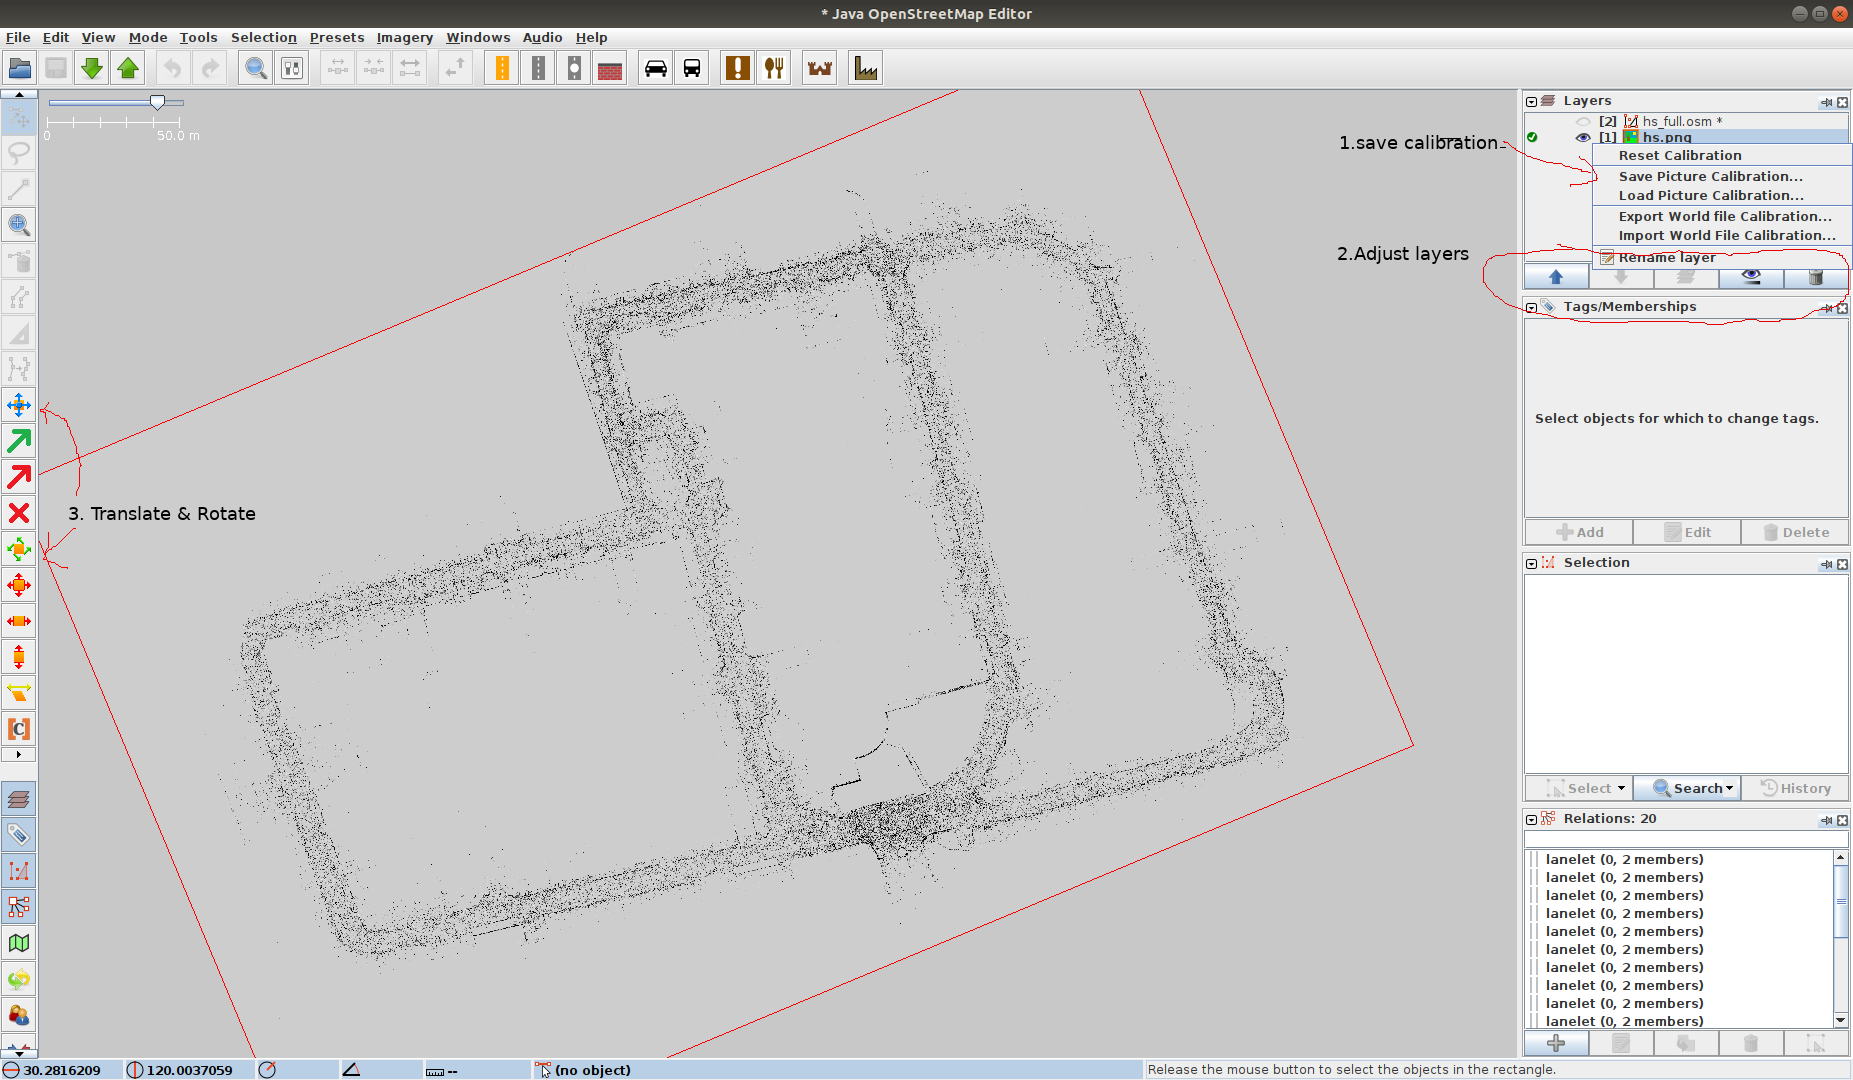 * Java OpenStreetMap Editor
File Edit View Mode Tools Selection Presets Imagery Windows Audio Help
0 50.0 m
1.save calibration
2.Adjust layers
3. Translate & Rotate
Layers
[2] hs_full.osm *
[1] hs.png
Reset Calibration
Save Picture Calibration...
Load Picture Calibration...
Export World file Calibration...
Import World File Calibration...
Rename layer
Tags/Memberships
Select objects for which to change tags.
Add Edit Delete
Selection
Select Search History
Relations: 20
lanelet (0, 2 members)
lanelet (0, 2 members)
lanelet (0, 2 members)
lanelet (0, 2 members)
lanelet (0, 2 members)
lanelet (0, 2 members)
lanelet (0, 2 members)
lanelet (0, 2 members)
lanelet (0, 2 members)
lanelet (0, 2 members)
30.2816209 120.0037059 -- (no object) Release the mouse button to select the objects in the rectangle.